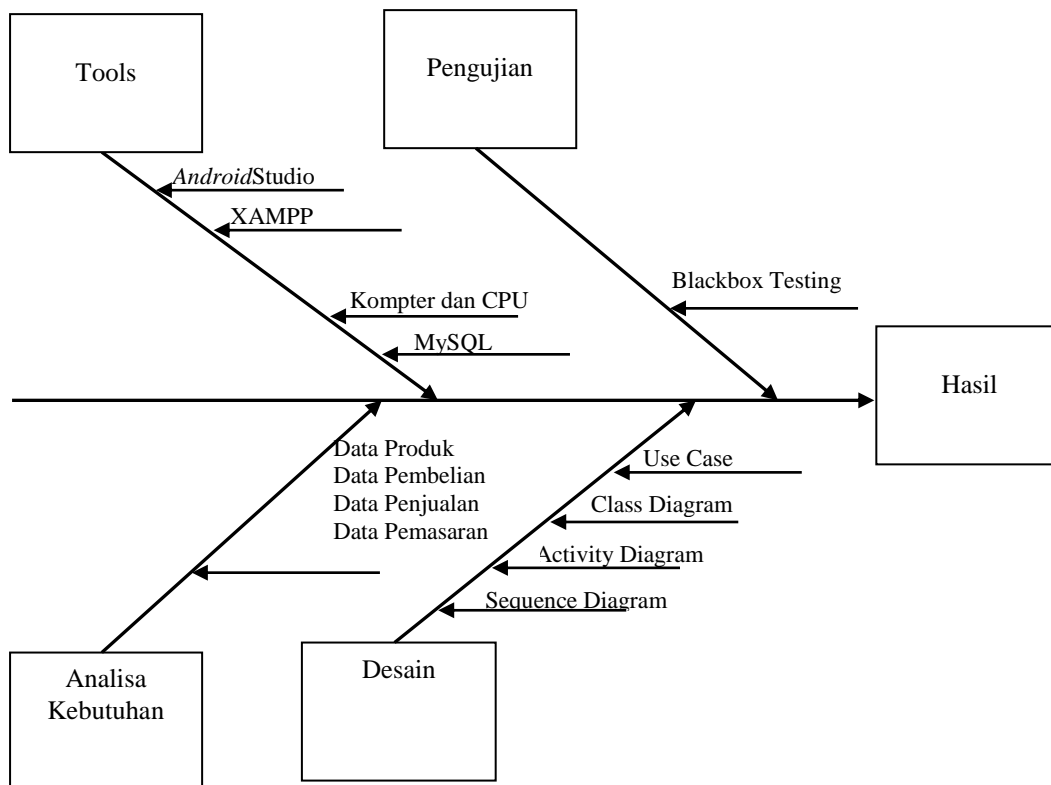 Tools
Pengujian
AndroidStudio
XAMPP
Blackbox Testing
Kompter dan CPU
MySQL
Hasil
Data Produk
Data Pembelian
Data Penjualan
Data Pemasaran
Use Case
Class Diagram
Activity Diagram
Sequence Diagram
Analisa
Kebutuhan
Desain